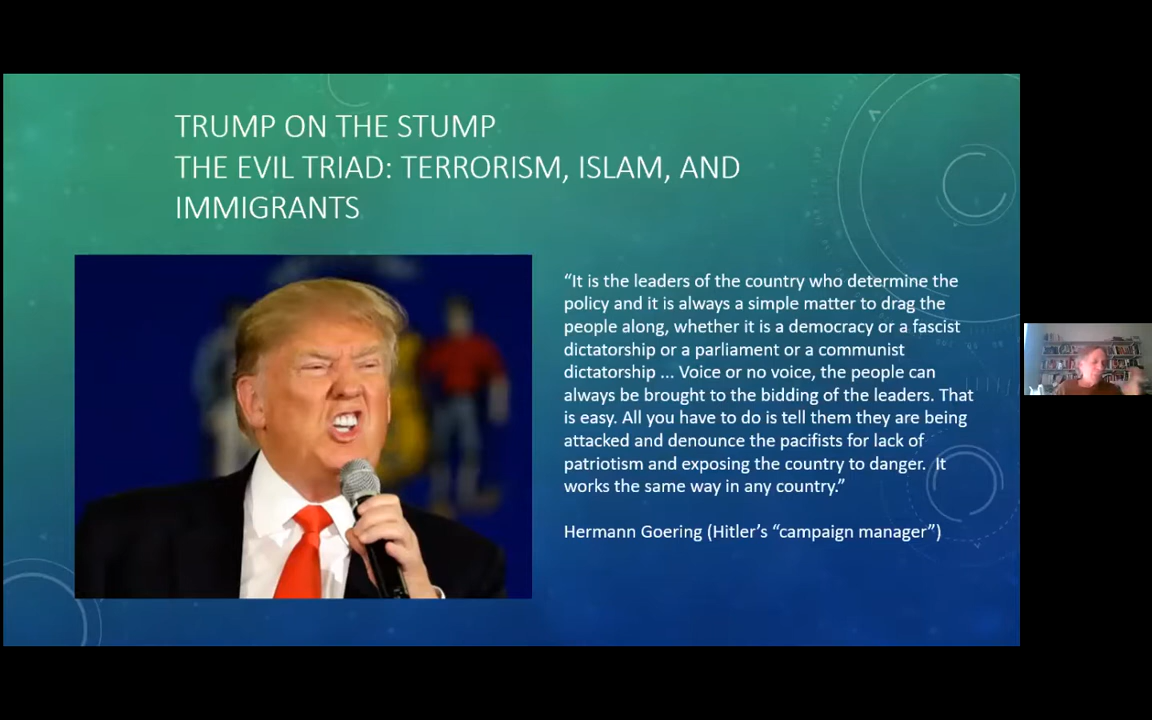 TRUMP ON THE STUMP
THE EVIL TRIAD: TERRORISM, ISLAM, AND
IMMIGRANTS
“It is the leaders of the country who determine the
policy and it is always a simple matter to drag the
people along, whether it is a democracy or a fascist
dictatorship or a parliament or a communist
dictatorship ... Voice or no voice, the people can
always be brought to the bidding of the leaders. That
is easy. All you have to do is tell them they are being
attacked and denounce the pacifists for lack of
patriotism and exposing the country to danger.  It
works the same way in any country.”
Hermann Goering (Hitler’s “campaign manager”)